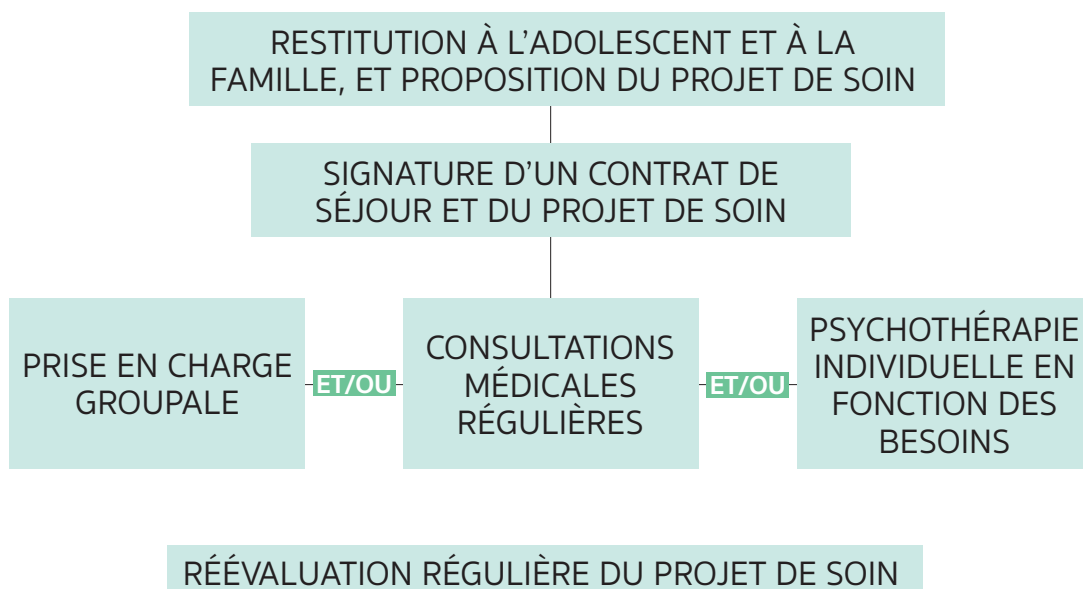 RESTITUTION À L’ADOLESCENT ET À LA
FAMILLE, ET PROPOSITION DU PROJET DE SOIN
SIGNATURE D’UN CONTRAT DE
SÉJOUR ET DU PROJET DE SOIN
PRISE EN CHARGE
GROUPALE
ET/OU
CONSULTATIONS
MÉDICALES
RÉGULIÈRES
ET/OU
PSYCHOTHÉRAPIE
INDIVIDUELLE EN
FONCTION DES
BESOINS
RÉÉVALUATION RÉGULIÈRE DU PROJET DE SOIN